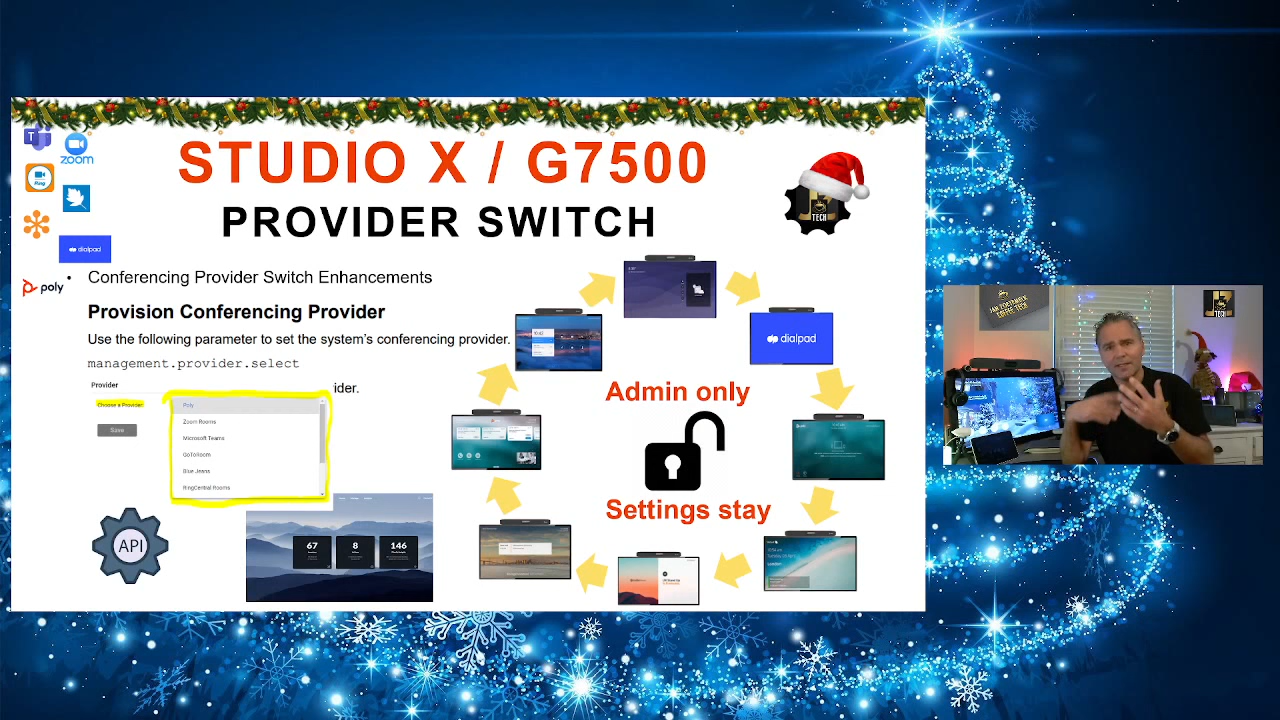 STUDIO X / G7500
PROVIDER SWITCH
T
zoom
Ring
dialpad
poly
TECH
• Conferencing Provider Switch Enhancements
Provision Conferencing Provider
Use the following parameter to set the system's conferencing provider.
management.provider.select
Provider
ider.
Choose a Provider
Save
Poly
Zoom Rooms
Microsoft Teams
GoToRoom
Blue Jeans
RingCentral Rooms
API
67
8
146
dialpad
Admin only
Settings stay
TECH